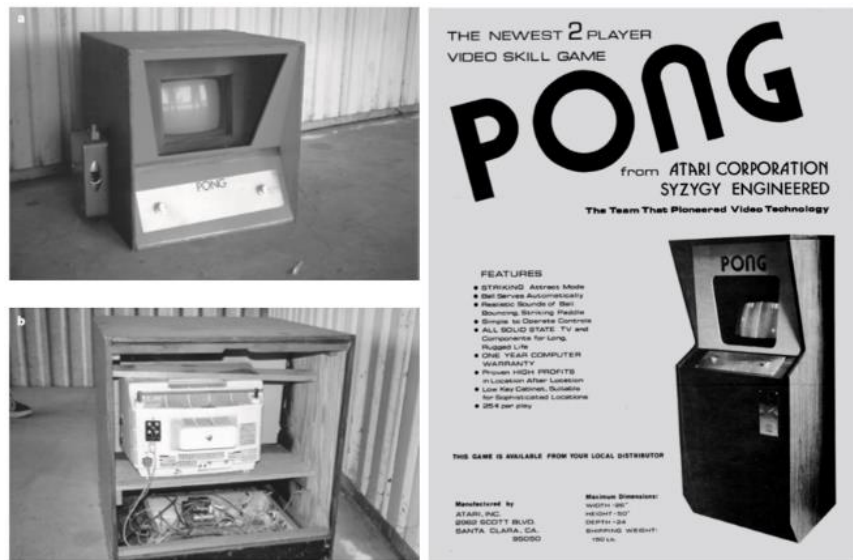 a
PONG
b
THE NEWEST 2 PLAYER
VIDEO SKILL GAME
PONG
from ATARI CORPORATION
SYZYGY ENGINEERED
The Team That Pioneered Video Technology
FEATURES
• STRIKING Attract Mode
• Ball Serves Automatically
• Realistic Sounds of Ball
Bouncing, Striking Paddle
• Simple to Operate Controls
• ALL SOLID STATE TV and
Components for Long,
Rugged Life
• ONE YEAR COMPUTER
WARRANTY
• Proven HIGH PROFITS
in Location After Location
• Low Key Cabinet, Suitable
for Sophisticated Locations
• 25¢ per play
PONG
THIS GAME IS AVAILABLE FROM YOUR LOCAL DISTRIBUTOR
Manufactured by
ATARI, INC.
2962 SCOTT BLVD.
SANTA CLARA, CA.
95050
Maximum Dimensions:
WIDTH -26"
HEIGHT -50"
DEPTH -24
SHIPPING WEIGHT:
150 Lbs.